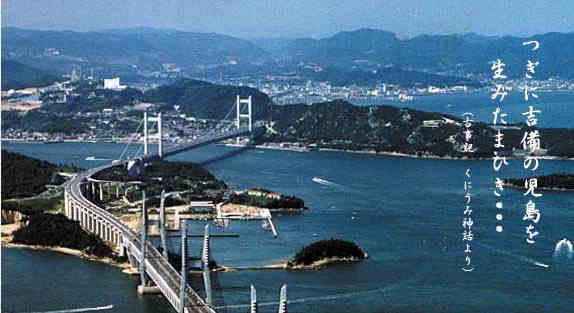 つぎに吉備の児島を
生みたまひき・・・
(古事記 くにうみ神話より)